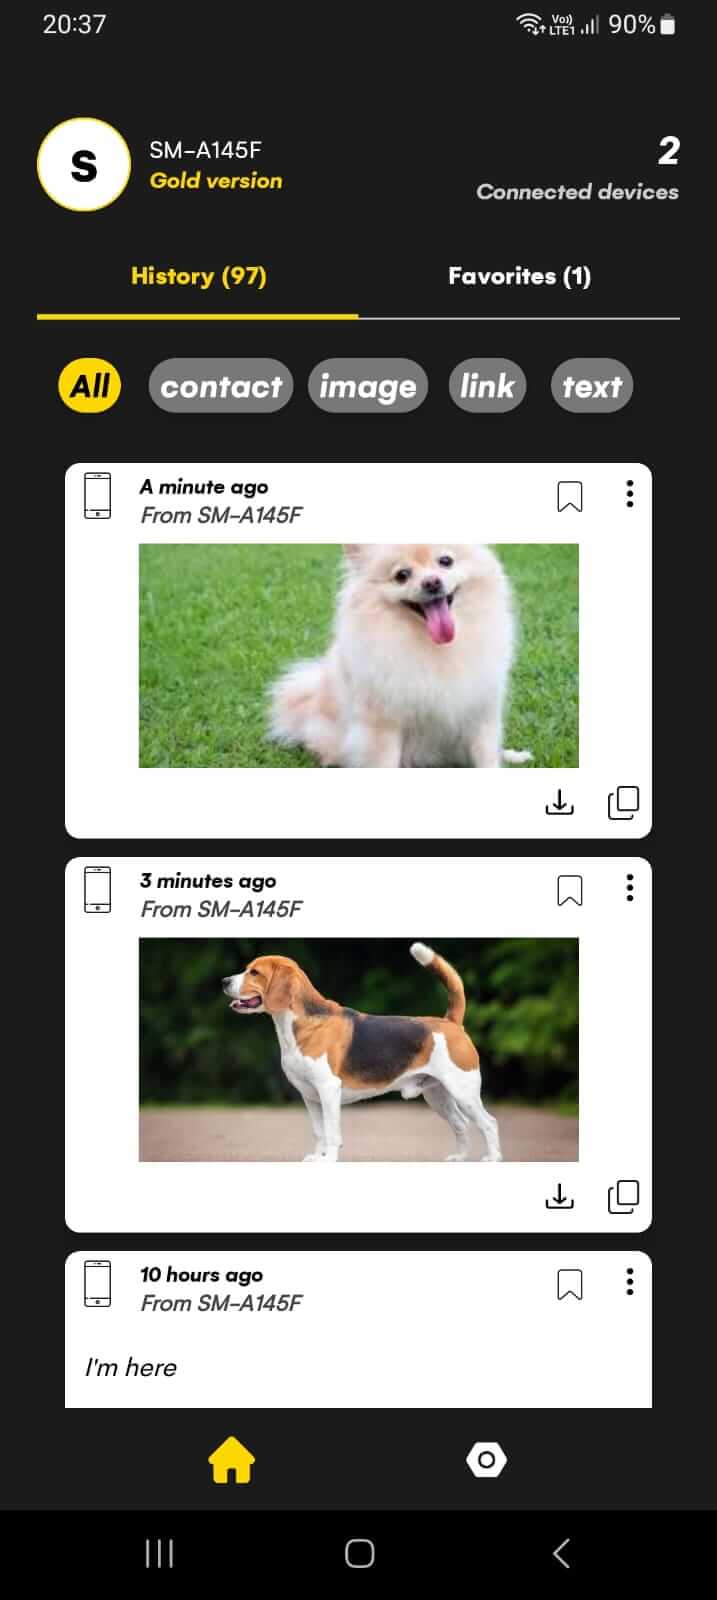 20:37
Vo)) LTE1 90%
S
SM-A145F
Gold version
2
Connected devices
History (97)
Favorites (1)
All
contact
image
link
text
A minute ago
From SM-A145F
3 minutes ago
From SM-A145F
10 hours ago
From SM-A145F
I'm here